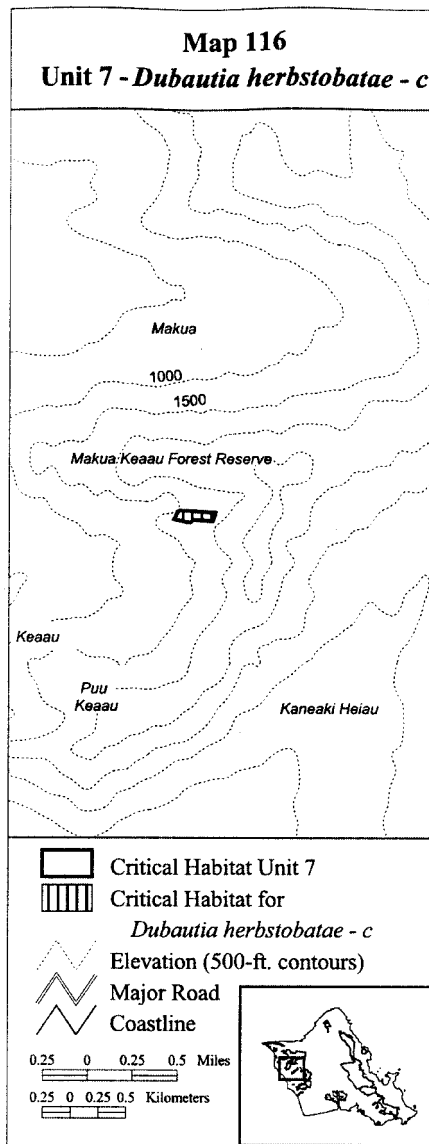 Map 116
Unit 7 - Dubautia herbstobatae - c
Makua
1000
1500
Makua Keaau Forest Reserve
Keaau
Puu
Keaau
Kaneaki Heiau
Critical Habitat Unit 7
Critical Habitat for
Dubautia herbstobatae - c
Elevation (500-ft. contours)
Major Road
Coastline
0.25 0 0.25 0.5 Miles
0.25 0 0.25 0.5 Kilometers